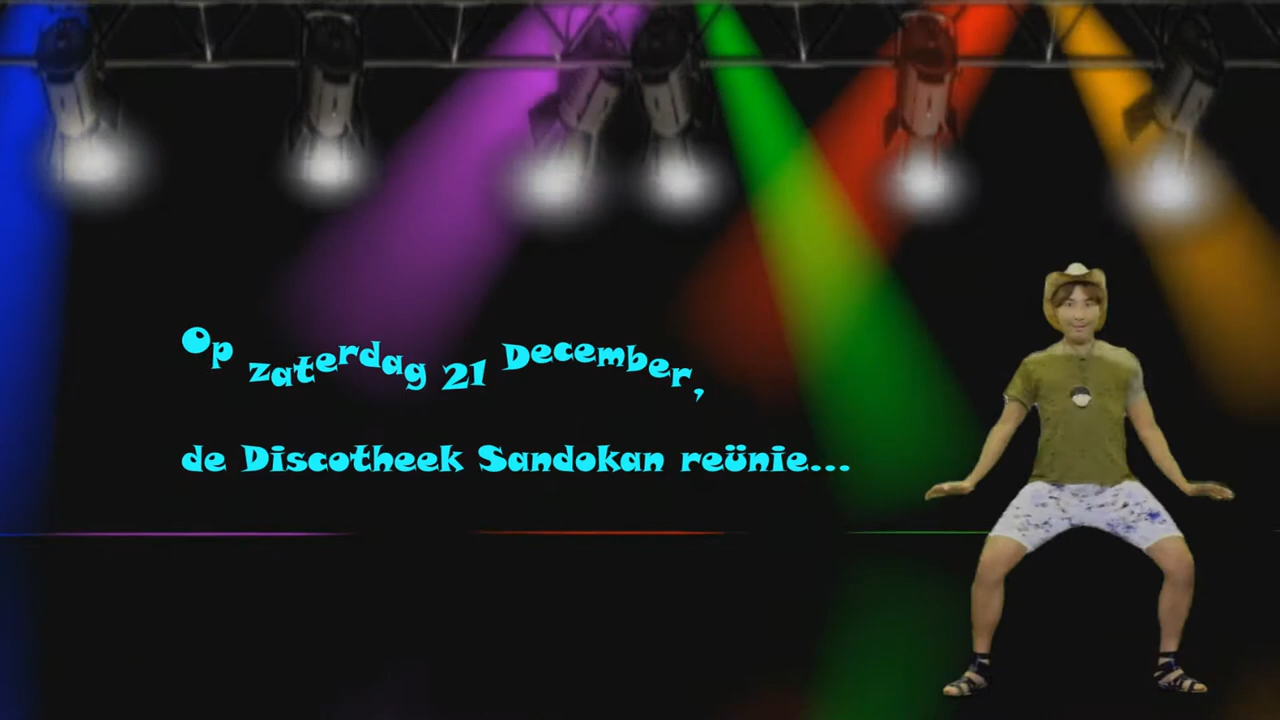 Op zaterdag 21 December,
de Discotheek Sandokan reünie...